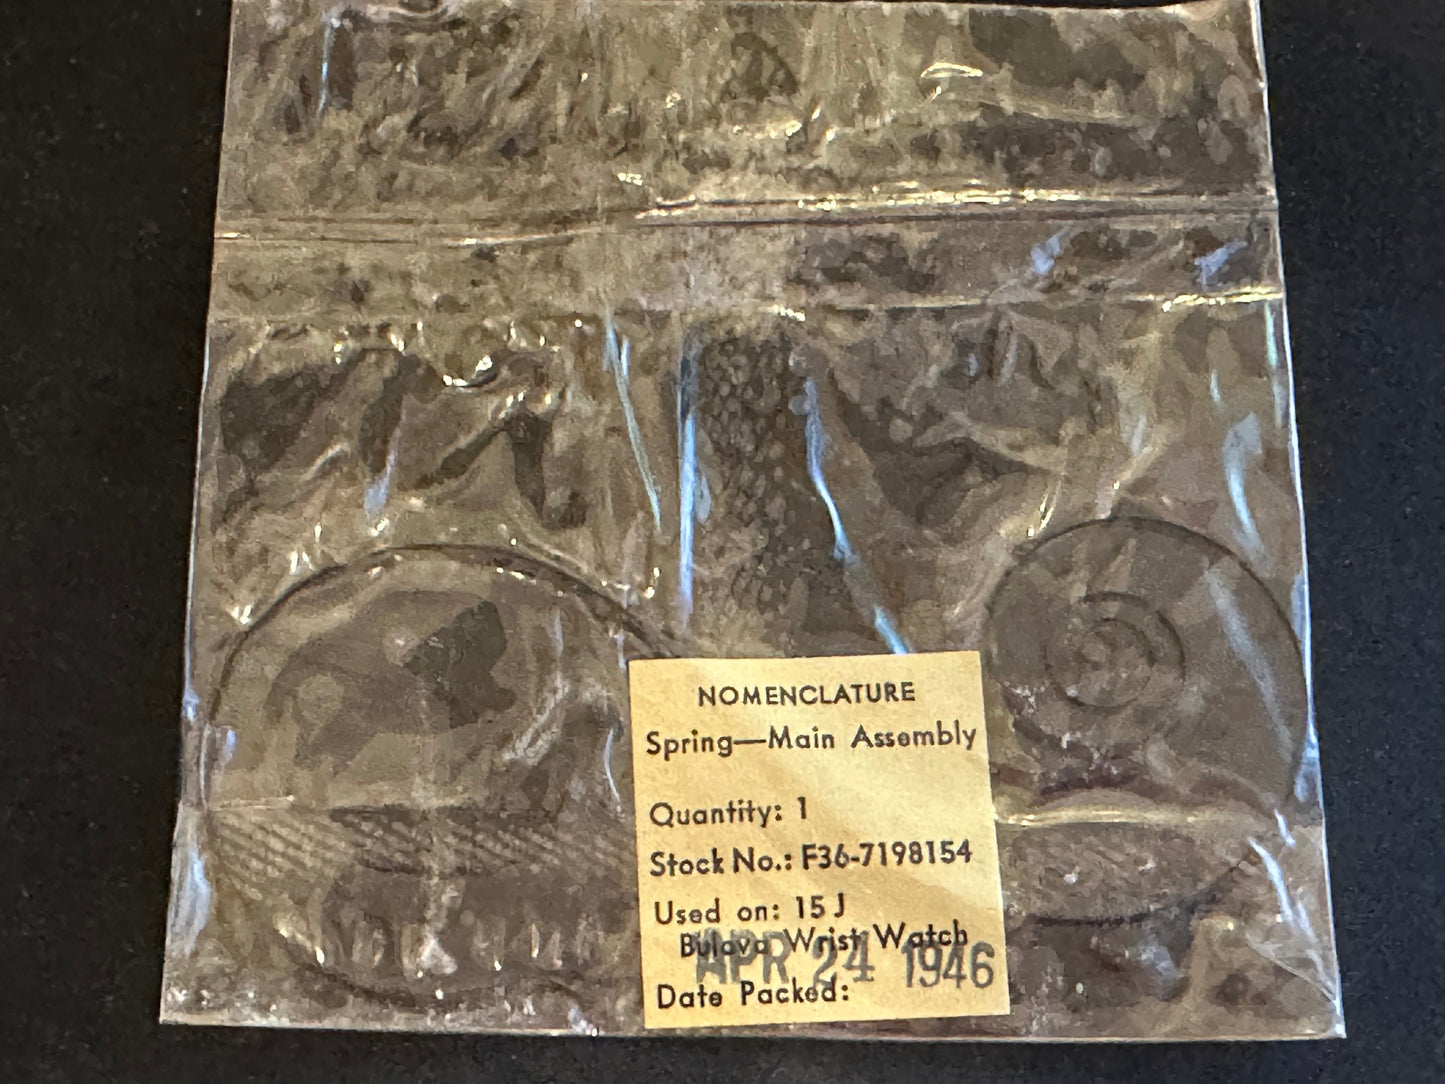 NOMENCLATURE
Spring—Main Assembly
Quantity: 1
Stock No.: F36-7198154
Used on: 15 J
Bulova Wrist Watch
APR 24 1946
Date Packed: